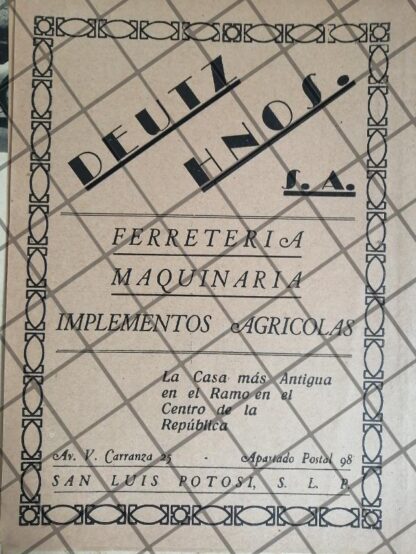 DEUTZ
HNOS.
S. A.
FERRETERIA
MAQUINARIA
IMPLEMENTOS AGRICOLAS
La Casa más Antigua
en el Ramo en el
Centro de la
República
Av. V. Carranza 25 - Apartado Postal 98
SAN LUIS POTOSI, S. L. P.